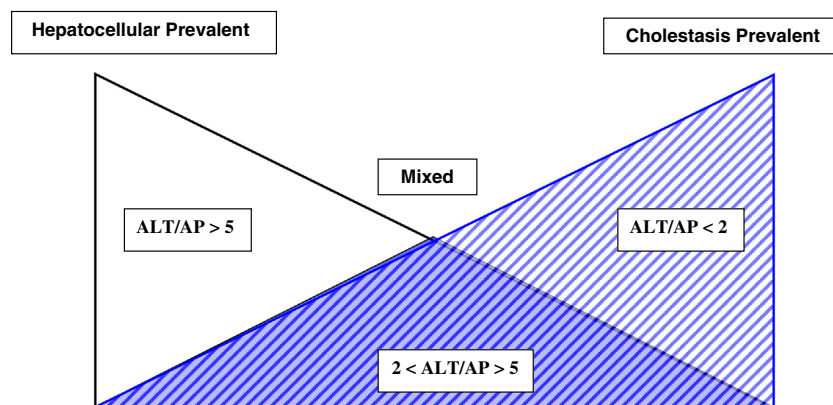 Hepatocellular Prevalent
Cholestasis Prevalent
Mixed
ALT/AP > 5
ALT/AP < 2
2 < ALT/AP > 5